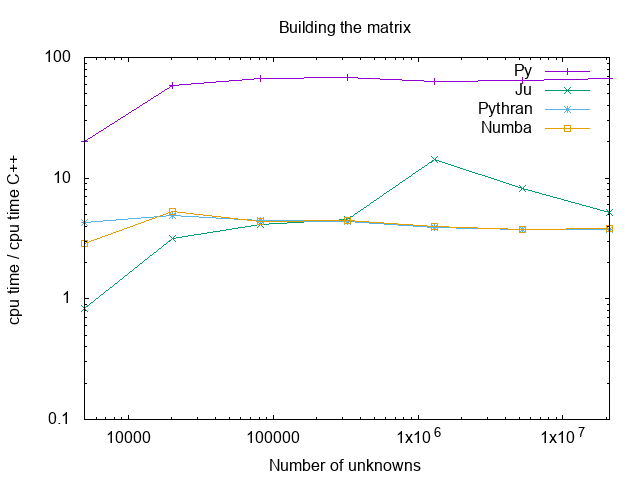 Building the matrix
100
10
1
0.1
cpu time / cpu time C++
Py
Ju
Pythran
Numba
10000
100000
1x10^6
1x10^7
Number of unknowns